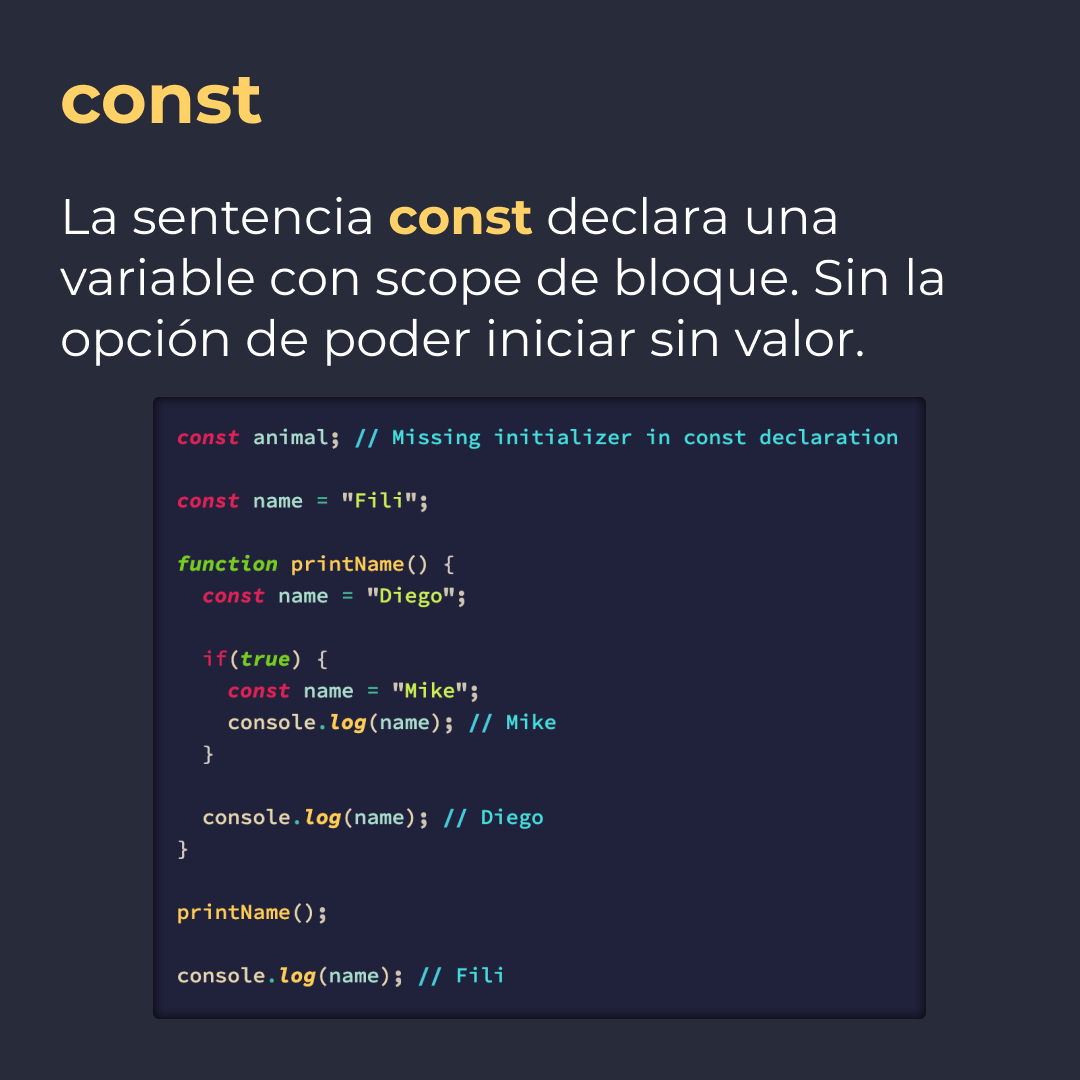 const
La sentencia const declara una
variable con scope de bloque. Sin la
opción de poder iniciar sin valor.
const animal; // Missing initializer in const declaration
const name = "Fili";
function printName() {
  const name = "Diego";
  if(true) {
    const name = "Mike";
    console.log(name); // Mike
  }
  console.log(name); // Diego
}
printName();
console.log(name); // Fili